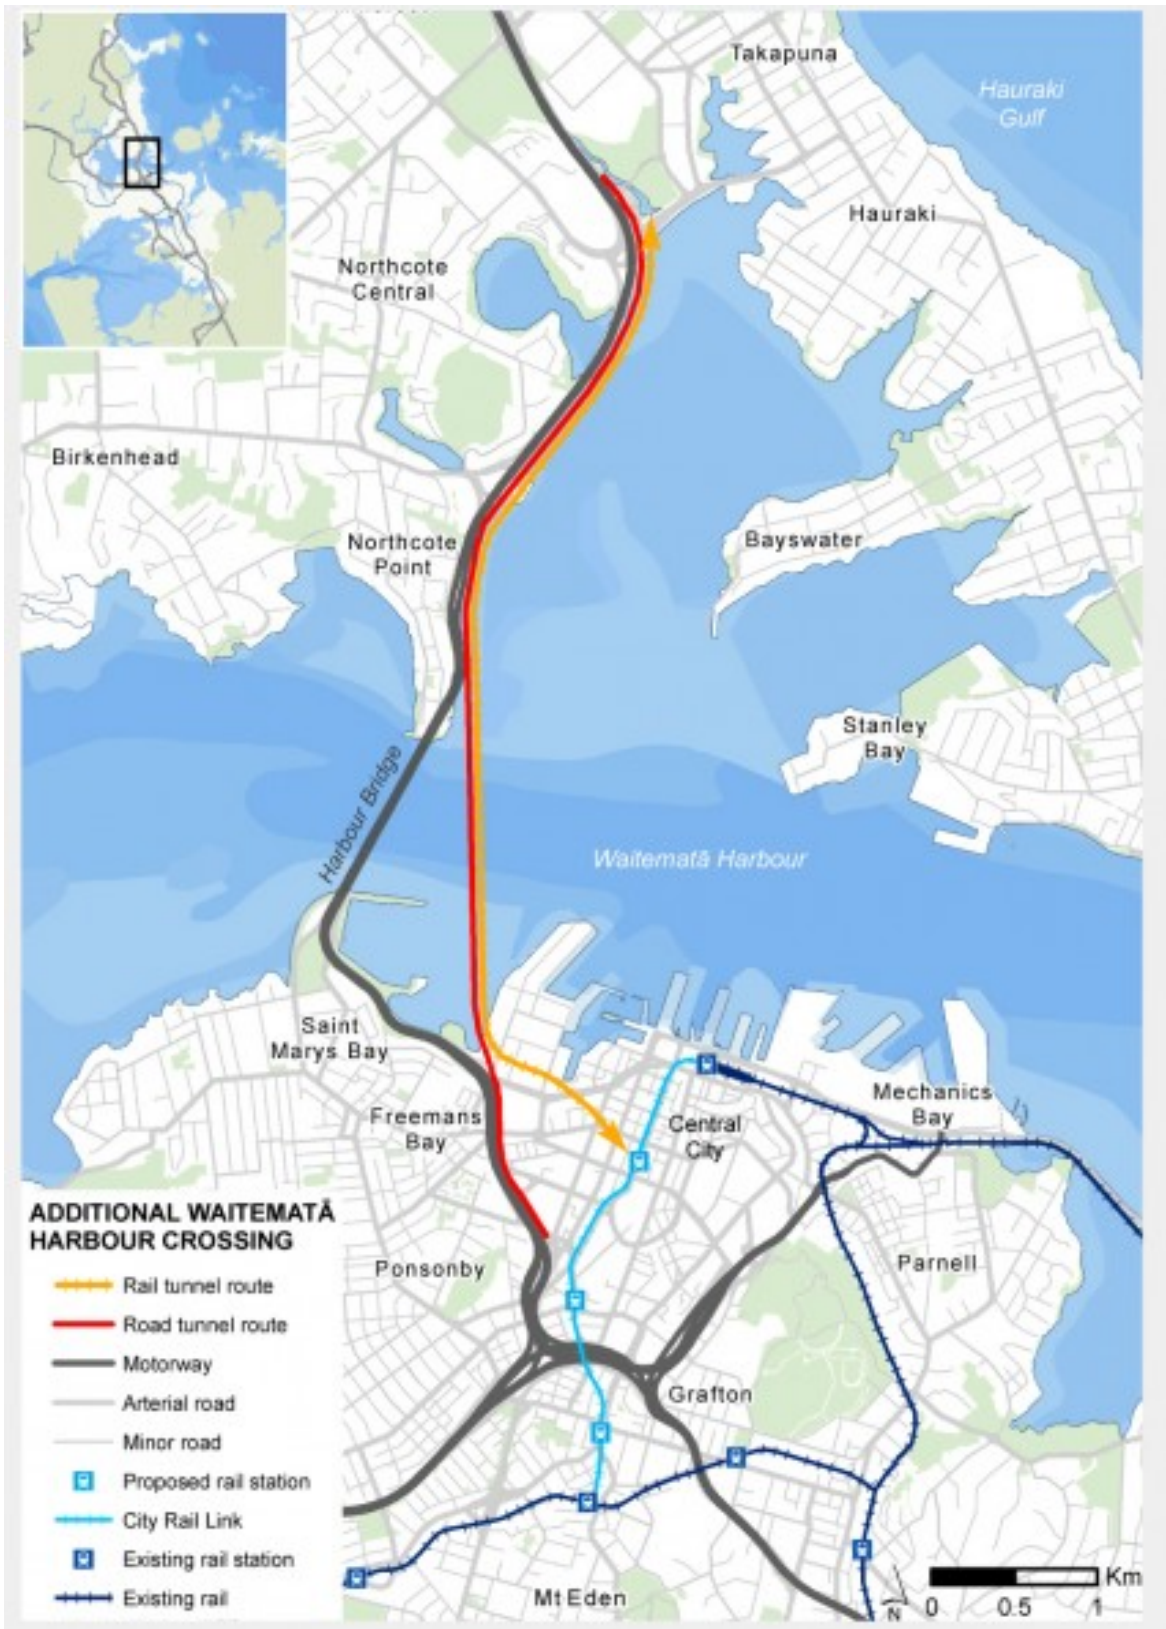 Takapuna
Hauraki
Gulf
Hauraki
Northcote
Central
Birkenhead
Northcote
Point
Bayswater
Stanley
Bay
Harbour Bridge
Waitematā Harbour
Saint
Marys Bay
Mechanics
Bay
Freemans
Bay
Central
City
ADDITIONAL WAITEMATĀ
HARBOUR CROSSING
Ponsonby
Parnell
Rail tunnel route
Road tunnel route
Motorway
Arterial road
Grafton
Minor road
Proposed rail station
City Rail Link
Existing rail station
Existing rail
Mt Eden
N
Km
0 0.5 1